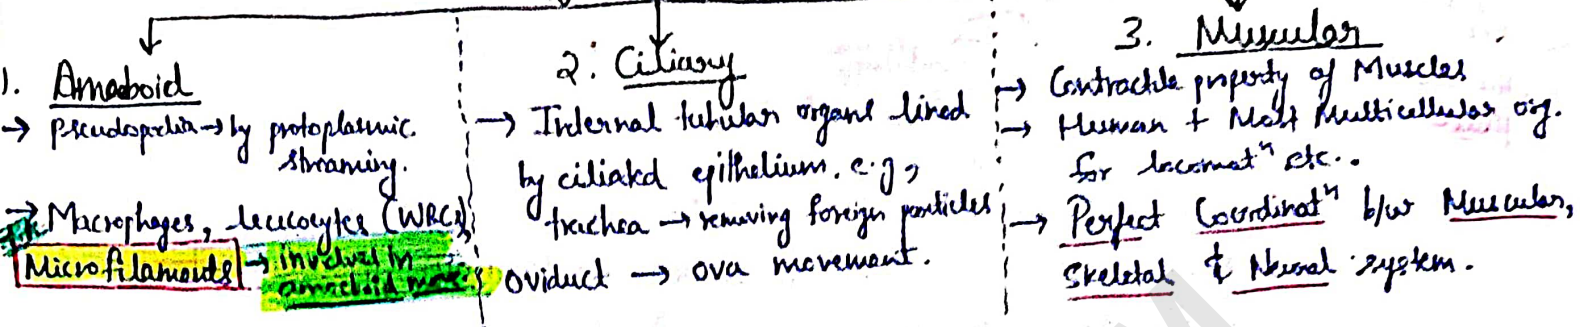 1. Amoeboid
→ Pseudopodia → by protoplasmic
streaming.
→ Macrophages, leucocytes (WBCs)
Microfilaments → involved in
amoeboid move.
2. Ciliary
→ Internal tubular organs lined
by ciliated epithelium. e.g,
trachea → removing foreign particles
oviduct → ova movement.
3. Muscular
→ Contractile property of Muscles
→ Human + Most Multicellular org.
for locomotⁿ etc..
→ Perfect Coordinatⁿ b/w Muscular,
Skeletal & Neural system.